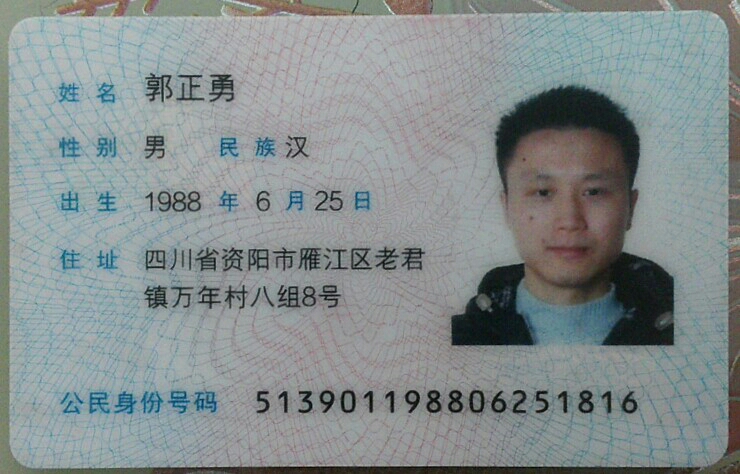 姓名 郭正勇
性别 男 民族 汉
出生 1988 年 6 月 25 日
住址 四川省资阳市雁江区老君
镇万年村八组8号
公民身份号码 513901198806251816